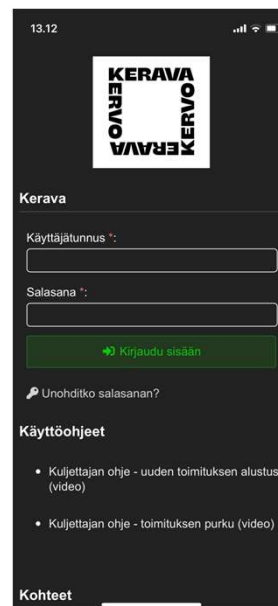 13.12
KERAVA
KERVO
KERAVA
KERVO
Kerava
Käyttäjätunnus *:
Salasana *:
Kirjaudu sisään
Unohditko salasanan?
Käyttöohjeet
• Kuljettajan ohje - uuden toimituksen alustus
(video)
• Kuljettajan ohje - toimituksen purku (video)
Kohteet